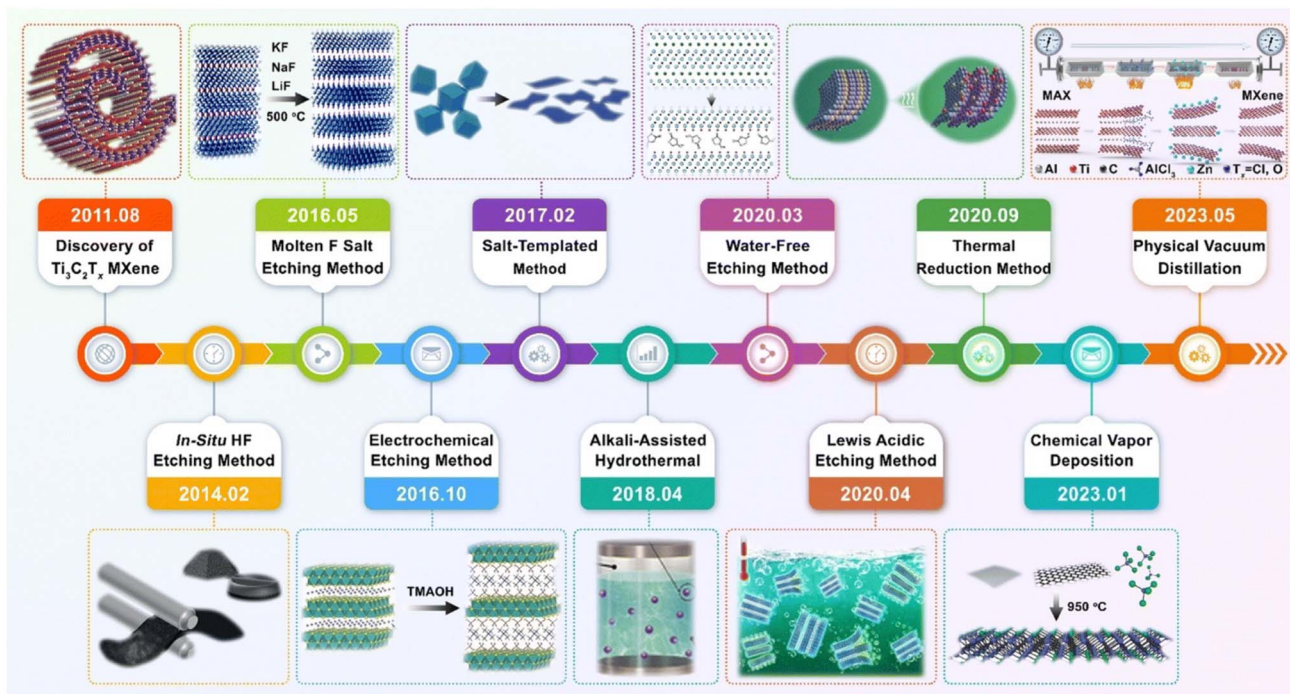 KF
NaF
LiF
500 °C
MAX
MXene
Al Ti C AlCl₃ Zn Tₓ=Cl, O
2011.08
Discovery of
Ti₃C₂Tₓ MXene
2016.05
Molten F Salt
Etching Method
2017.02
Salt-Templated
Method
2020.03
Water-Free
Etching Method
2020.09
Thermal
Reduction Method
2023.05
Physical Vacuum
Distillation
In-Situ HF
Etching Method
2014.02
Electrochemical
Etching Method
2016.10
Alkali-Assisted
Hydrothermal
2018.04
Lewis Acidic
Etching Method
2020.04
Chemical Vapor
Deposition
2023.01
TMAOH
950 °C